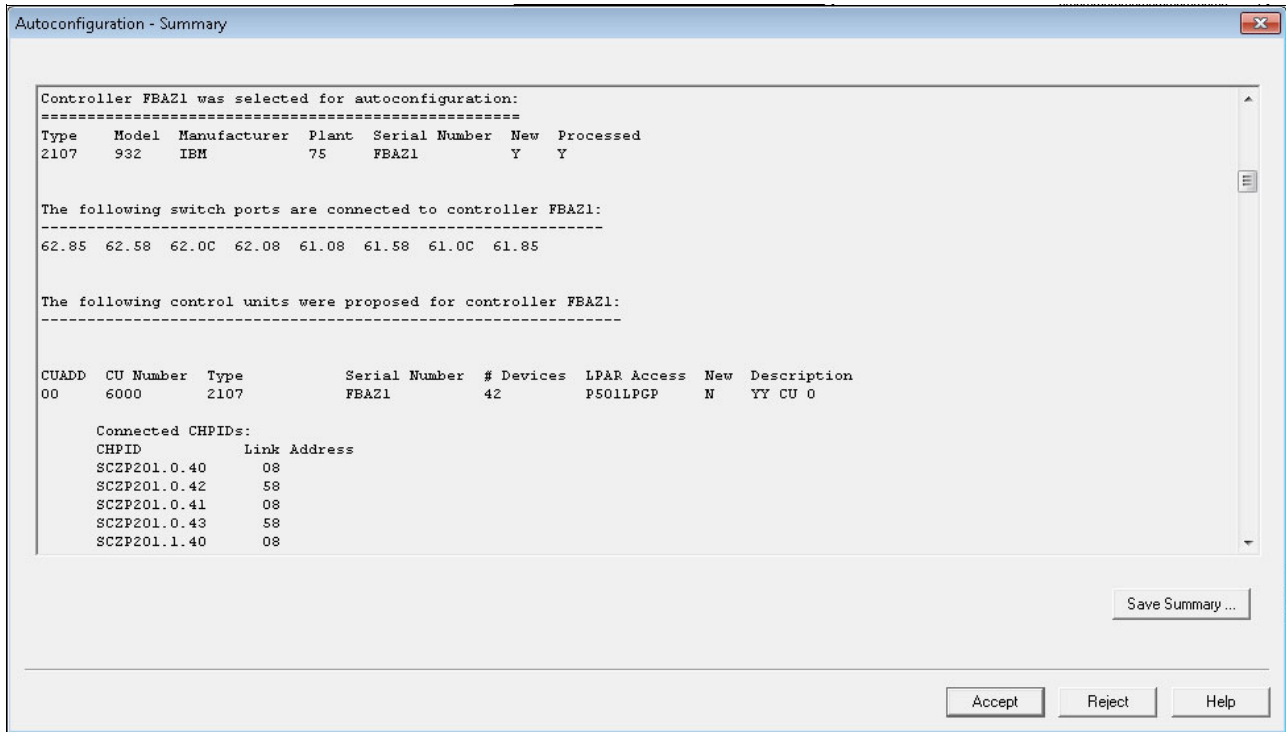 Autoconfiguration - Summary
Controller FBAZ1 was selected for autoconfiguration:
====================================================
Type Model Manufacturer Plant Serial Number New Processed
2107 932 IBM 75 FBAZ1 Y Y
The following switch ports are connected to controller FBAZ1:
-------------------------------------------------------------
62.85 62.58 62.0C 62.08 61.08 61.58 61.0C 61.85
The following control units were proposed for controller FBAZ1:
---------------------------------------------------------------
CUADD CU Number Type Serial Number # Devices LPAR Access New Description
00 6000 2107 FBAZ1 42 P501LPGP N YY CU 0
Connected CHPIDs:
CHPID Link Address
SCZP201.0.40 08
SCZP201.0.42 58
SCZP201.0.41 08
SCZP201.0.43 58
SCZP201.1.40 08
Save Summary ...
Accept Reject Help